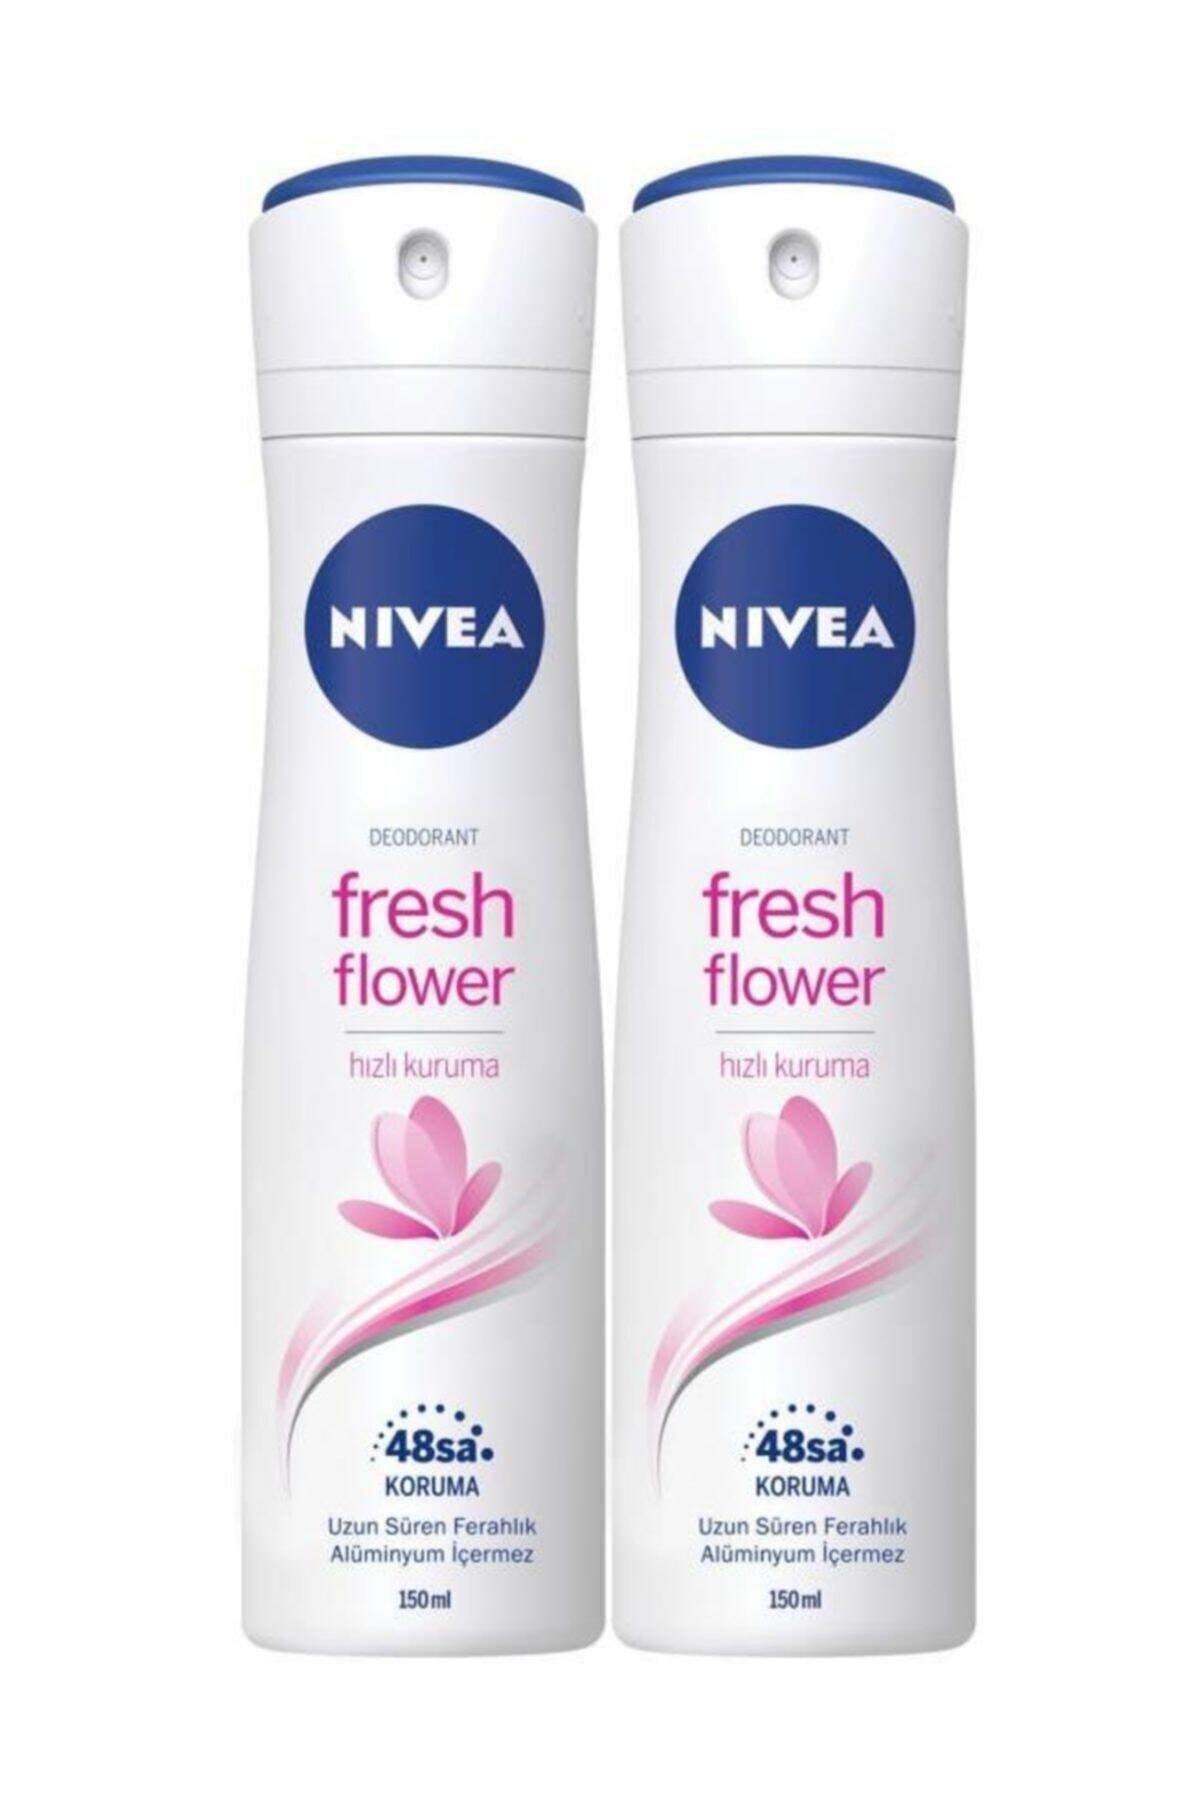 NIVEA
DEODORANT
fresh
flower
hızlı kuruma
48sa
KORUMA
Uzun Süren Ferahlık
Alüminyum İçermez
150ml
NIVEA
DEODORANT
fresh
flower
hızlı kuruma
48sa
KORUMA
Uzun Süren Ferahlık
Alüminyum İçermez
150ml